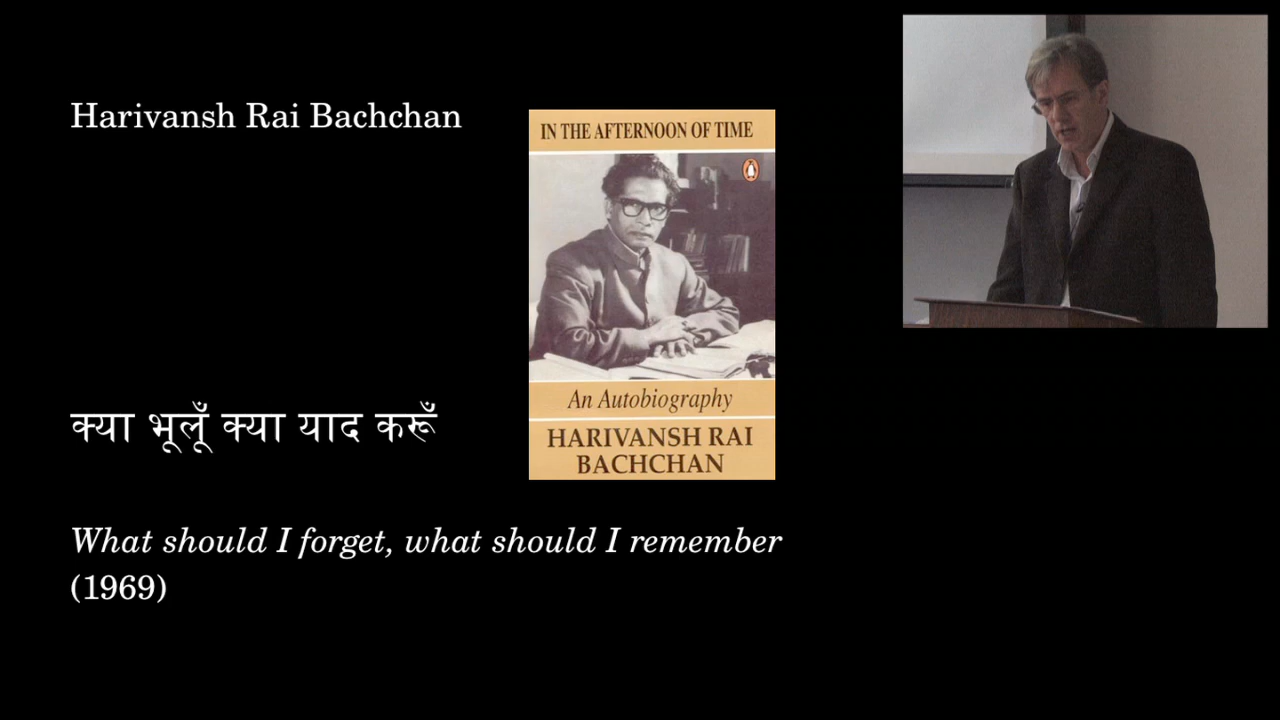 Harivansh Rai Bachchan
IN THE AFTERNOON OF TIME
An Autobiography
HARIVANSH RAI
BACHCHAN
क्या भूलूँ क्या याद करूँ
What should I forget, what should I remember
(1969)